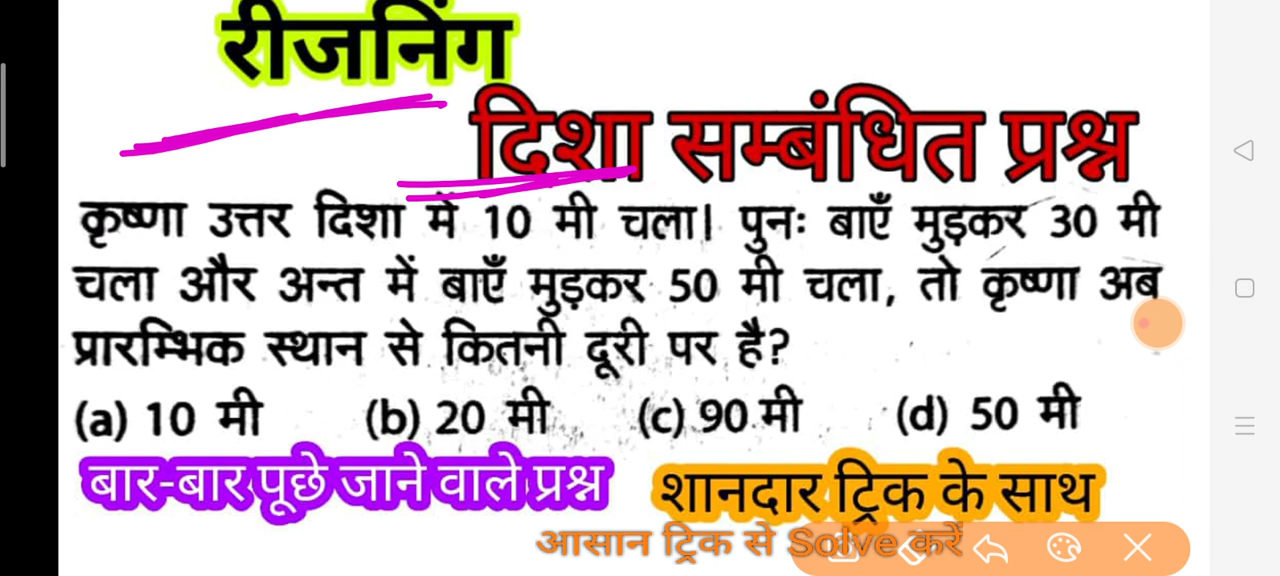 रीजनिंग
दिशा सम्बंधित प्रश्न
कृष्णा उत्तर दिशा में 10 मी चला। पुनः बाएँ मुड़कर 30 मी
चला और अन्त में बाएँ मुड़कर 50 मी चला, तो कृष्णा अब
प्रारम्भिक स्थान से कितनी दूरी पर है?
(a) 10 मी (b) 20 मी (c) 90 मी (d) 50 मी
बार-बार पूछे जाने वाले प्रश्न शानदार ट्रिक के साथ
आसान ट्रिक से Solve करें